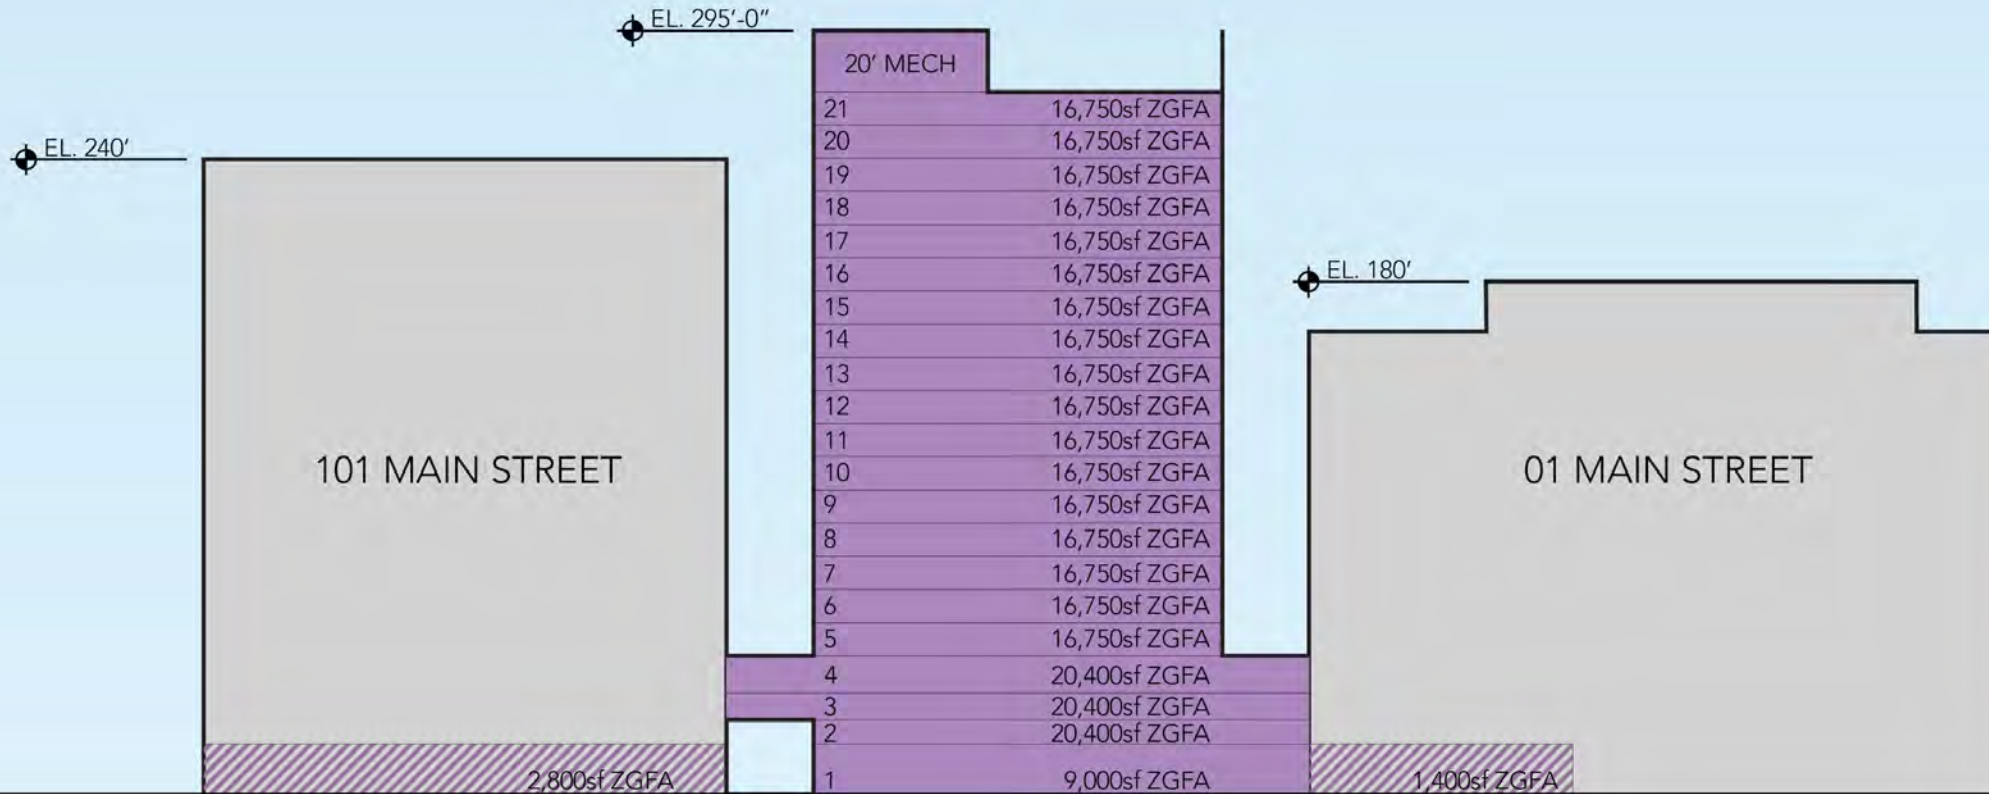 EL. 295'-0"
20' MECH
21 16,750sf ZGFA
20 16,750sf ZGFA
EL. 240'
19 16,750sf ZGFA
18 16,750sf ZGFA
17 16,750sf ZGFA
16 16,750sf ZGFA
EL. 180'
15 16,750sf ZGFA
14 16,750sf ZGFA
13 16,750sf ZGFA
12 16,750sf ZGFA
11 16,750sf ZGFA
101 MAIN STREET
10 16,750sf ZGFA
01 MAIN STREET
9 16,750sf ZGFA
8 16,750sf ZGFA
7 16,750sf ZGFA
6 16,750sf ZGFA
5 16,750sf ZGFA
4 20,400sf ZGFA
3 20,400sf ZGFA
2 20,400sf ZGFA
2,800sf ZGFA
1 9,000sf ZGFA
1,400sf ZGFA